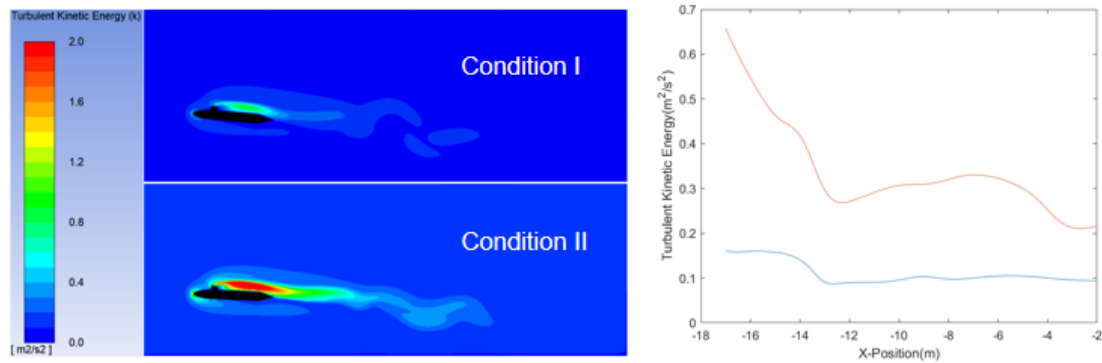 Turbulent Kinetic Energy (k)
2.0
1.6
1.2
0.8
0.4
0.0
[ m2/s2 ]
Condition I
Condition II
Turbulent Kinetic Energy(m²/s²)
0.7
0.6
0.5
0.4
0.3
0.2
0.1
0
-18 -16 -14 -12 -10 -8 -6 -4 -2
X-Position(m)